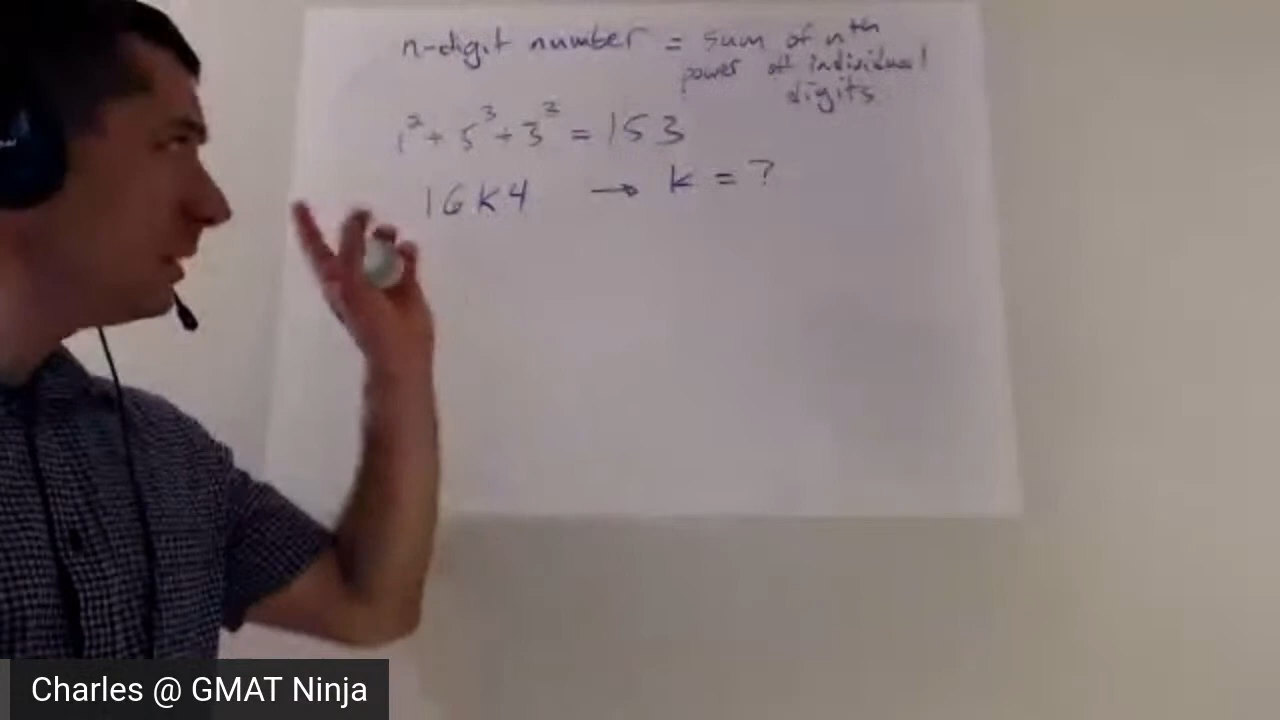 n-digit number = sum of nth
power of individual
digits
1³ + 5³ + 3³ = 153
16K4 → K = ?
Charles @ GMAT Ninja